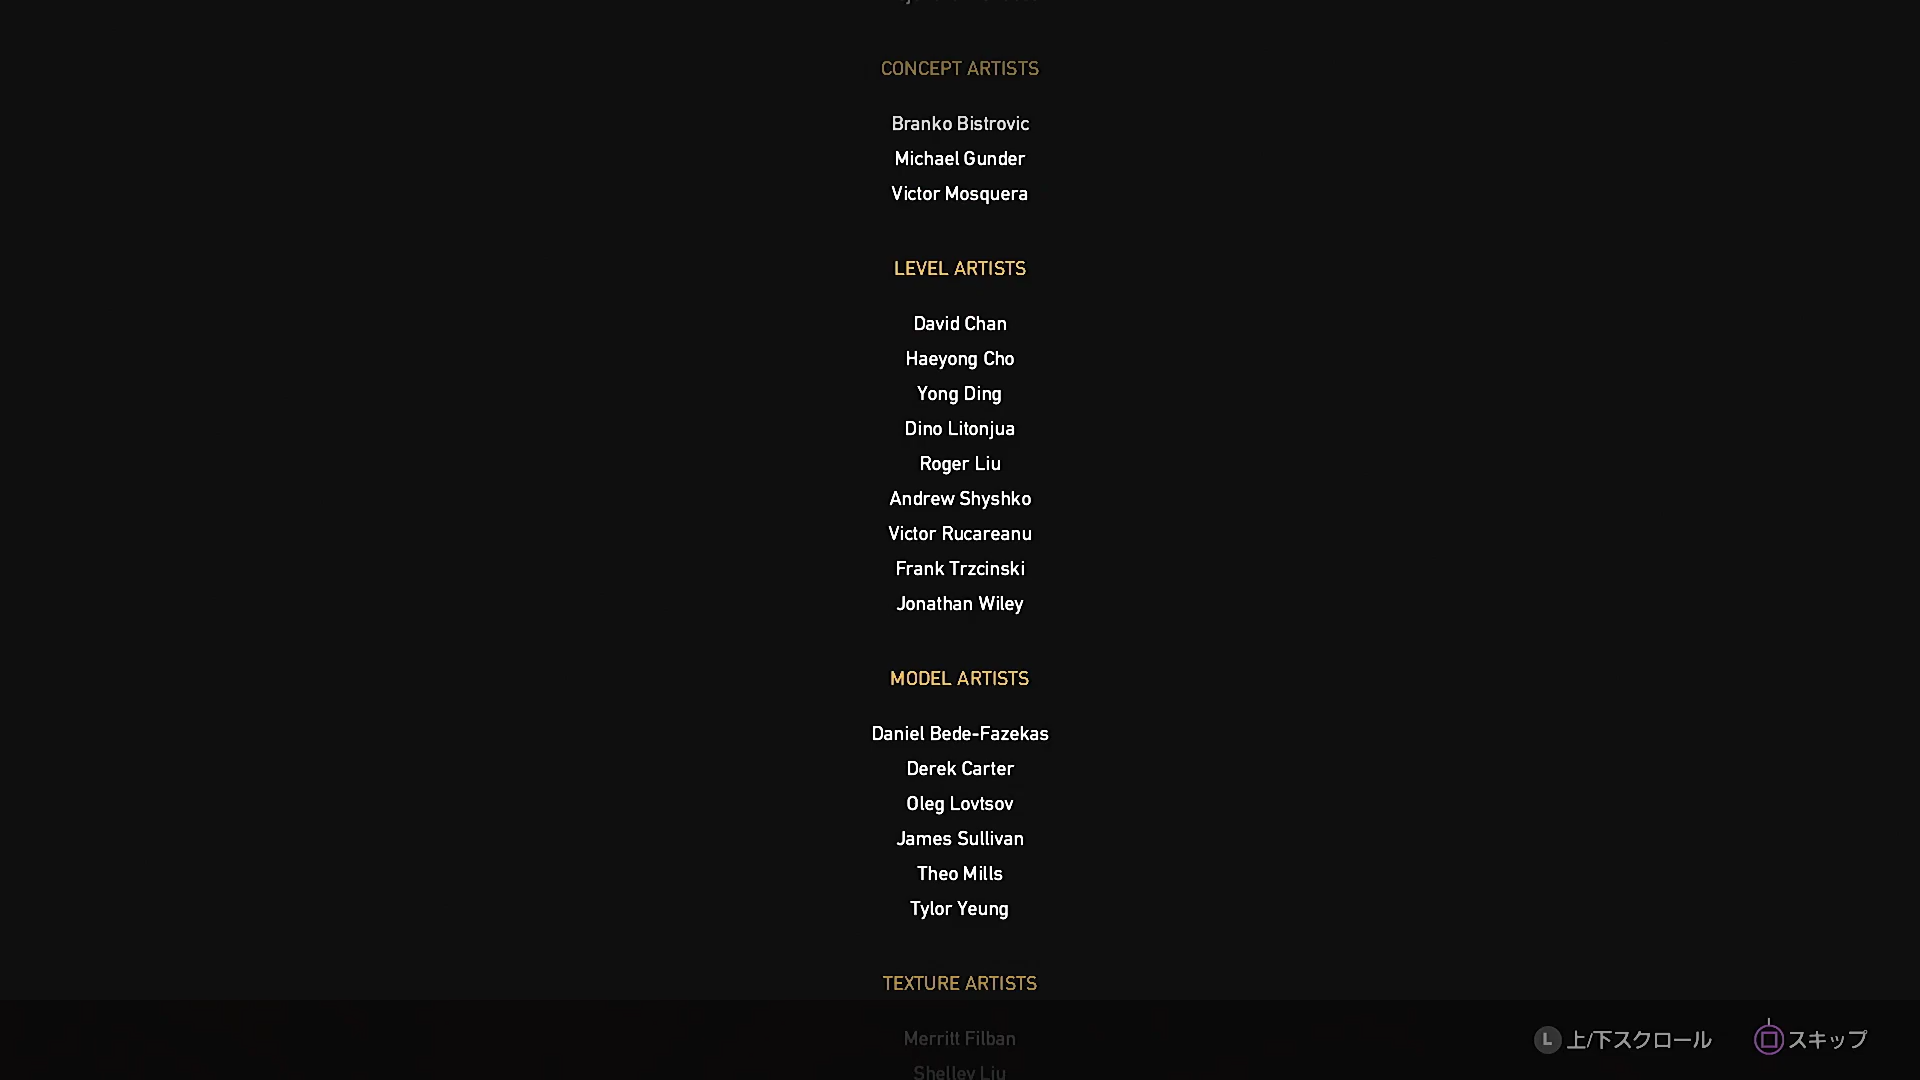 CONCEPT ARTISTS
Branko Bistrovic
Michael Gunder
Victor Mosquera
LEVEL ARTISTS
David Chan
Haeyong Cho
Yong Ding
Dino Litonjua
Roger Liu
Andrew Shyshko
Victor Rucareanu
Frank Trzcinski
Jonathan Wiley
MODEL ARTISTS
Daniel Bede-Fazekas
Derek Carter
Oleg Lovtsov
James Sullivan
Theo Mills
Tylor Yeung
TEXTURE ARTISTS
Merritt Filban
Shelley Liu
L 上/下スクロール
スキップ